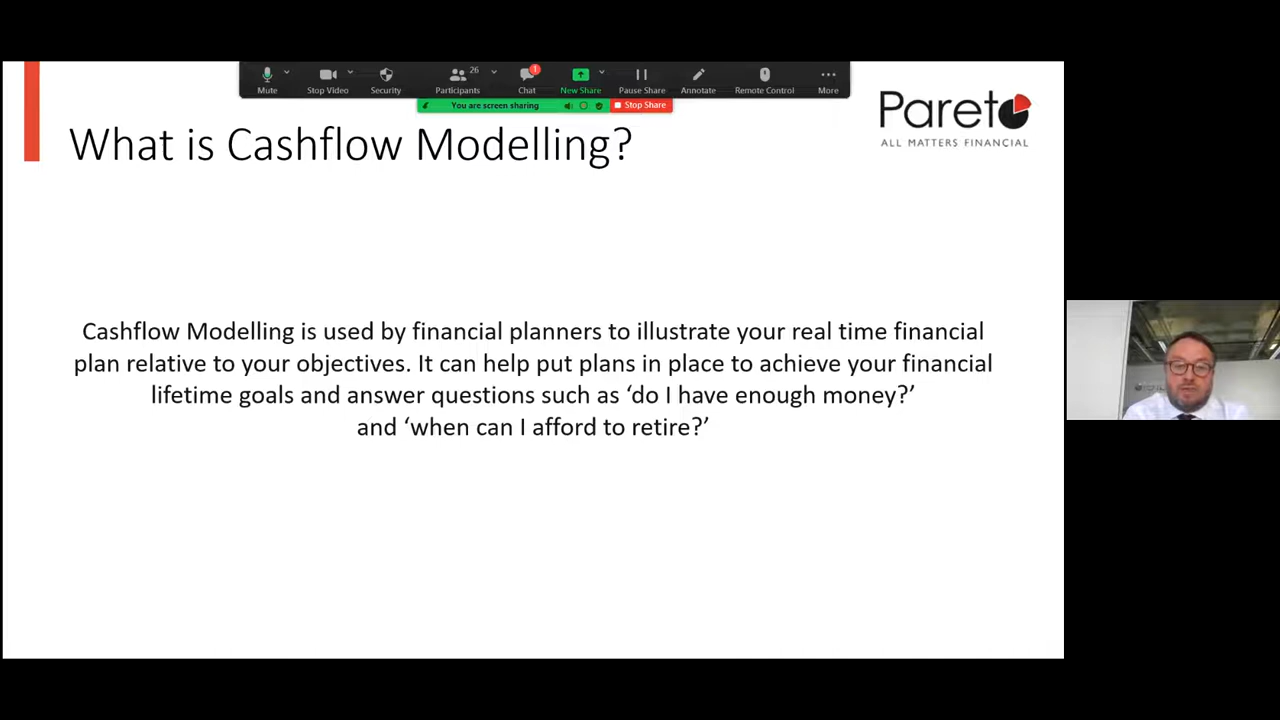 26
1
Mute
Stop Video
Security
Participants
Chat
New Share
Pause Share
Annotate
Remote Control
More
You are screen sharing
Stop Share
Pareto
ALL MATTERS FINANCIAL
What is Cashflow Modelling?
Cashflow Modelling is used by financial planners to illustrate your real time financial
plan relative to your objectives. It can help put plans in place to achieve your financial
lifetime goals and answer questions such as ‘do I have enough money?’
and ‘when can I afford to retire?’